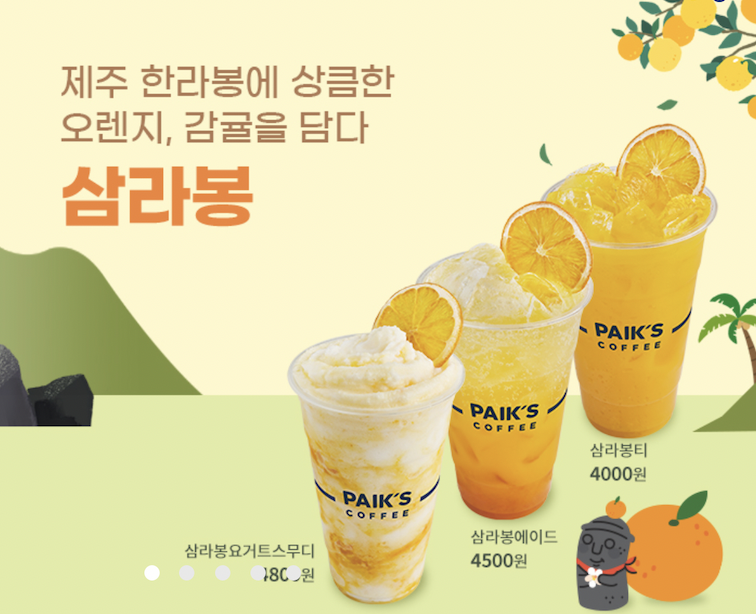 제주 한라봉에 상큼한
오렌지, 감귤을 담다
삼라봉
PAIK'S
COFFEE
삼라봉티
4000원
PAIK'S
COFFEE
삼라봉에이드
4500원
PAIK'S
COFFEE
삼라봉요거트스무디